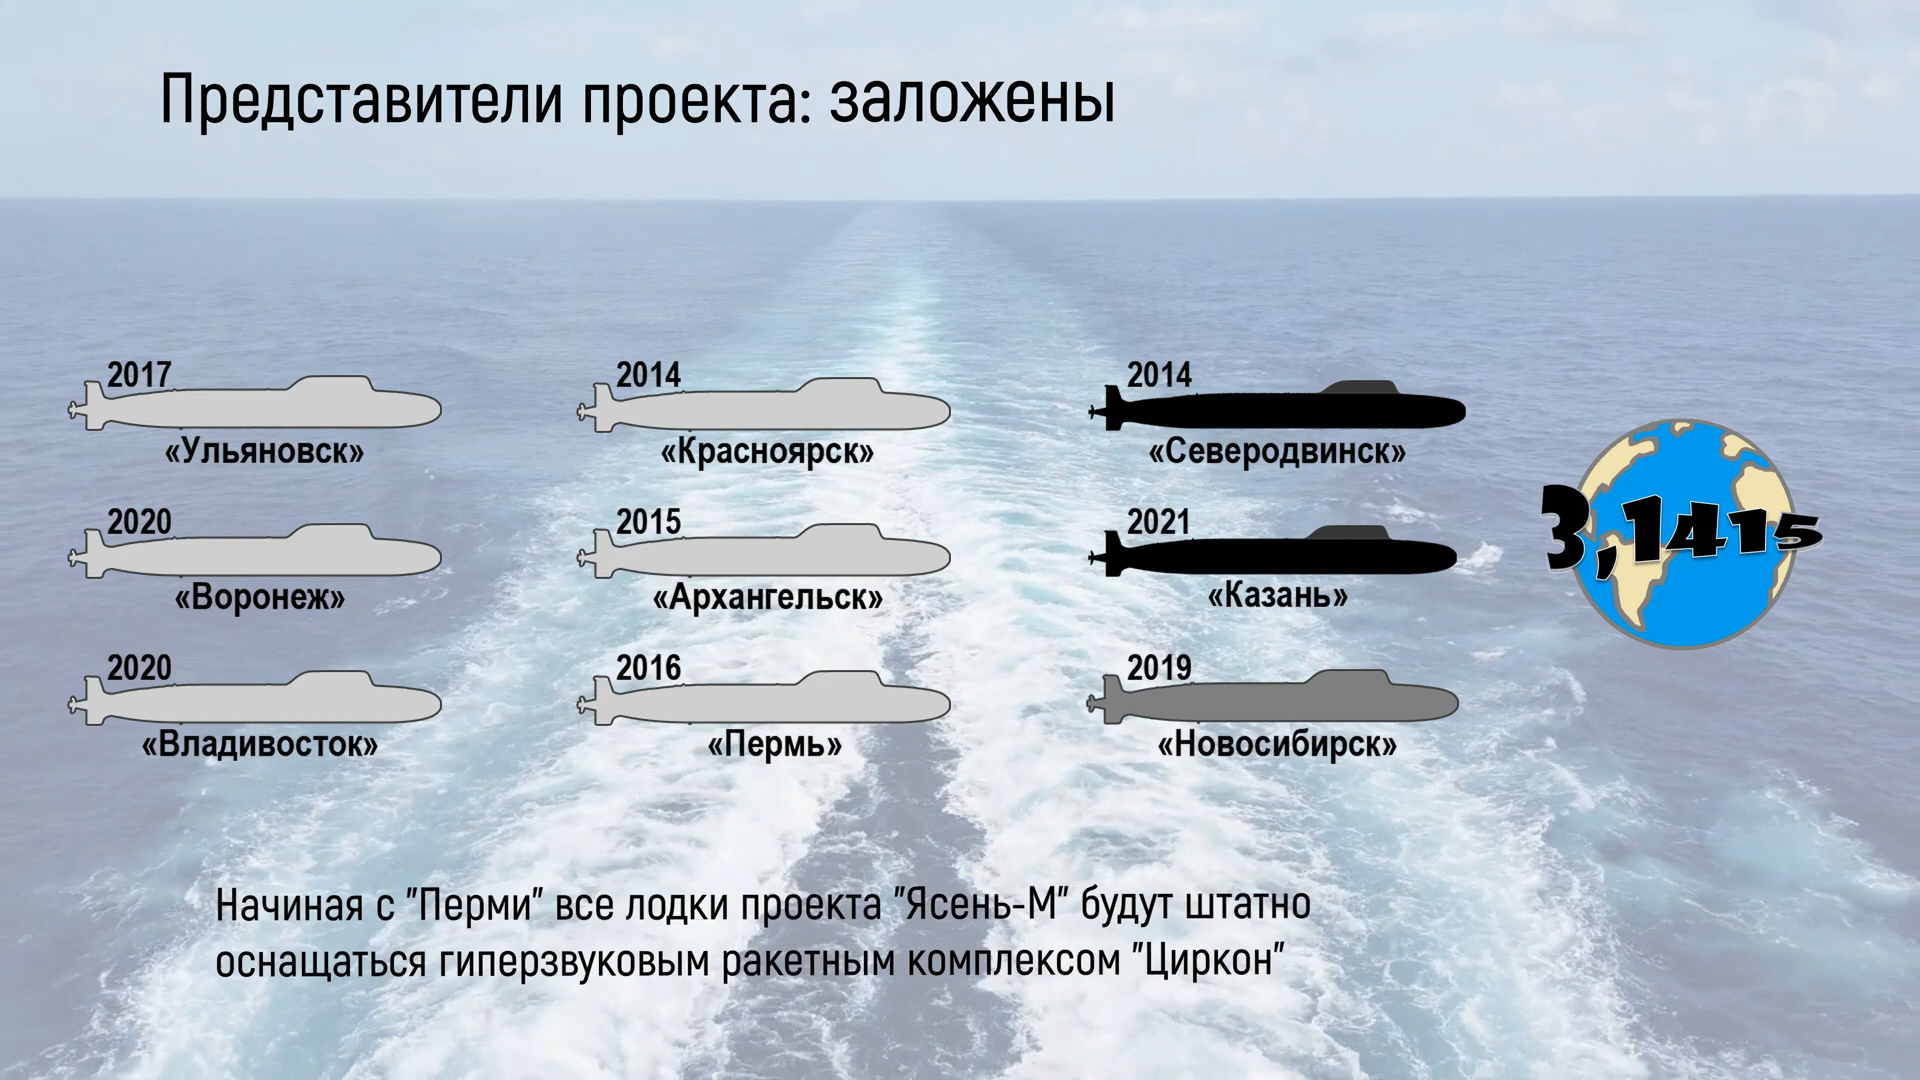 Представители проекта: заложены
2017
«Ульяновск»
2014
«Красноярск»
2014
«Северодвинск»
2020
«Воронеж»
2015
«Архангельск»
2021
«Казань»
3,1415
2020
«Владивосток»
2016
«Пермь»
2019
«Новосибирск»
Начиная с "Перми" все лодки проекта "Ясень-М" будут штатно
оснащаться гиперзвуковым ракетным комплексом "Циркон"